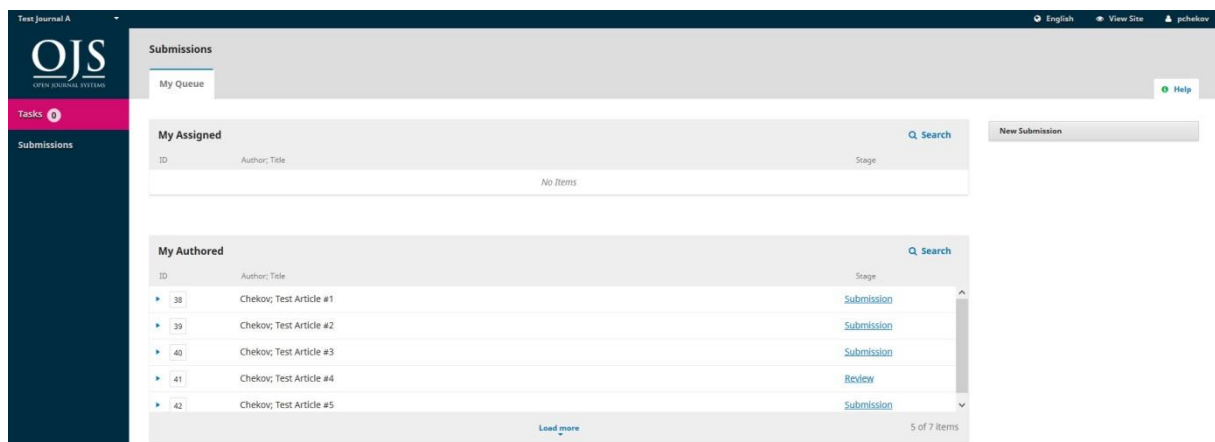 Test Journal A
English View Site pchekov
OJS
OPEN JOURNAL SYSTEMS
Tasks 0
Submissions
Submissions
My Queue
Help
My Assigned Search
ID Author; Title Stage
No Items
New Submission
My Authored Search
ID Author; Title Stage
38 Chekov; Test Article #1 Submission
39 Chekov; Test Article #2 Submission
40 Chekov; Test Article #3 Submission
41 Chekov; Test Article #4 Review
42 Chekov; Test Article #5 Submission
Load more 5 of 7 items